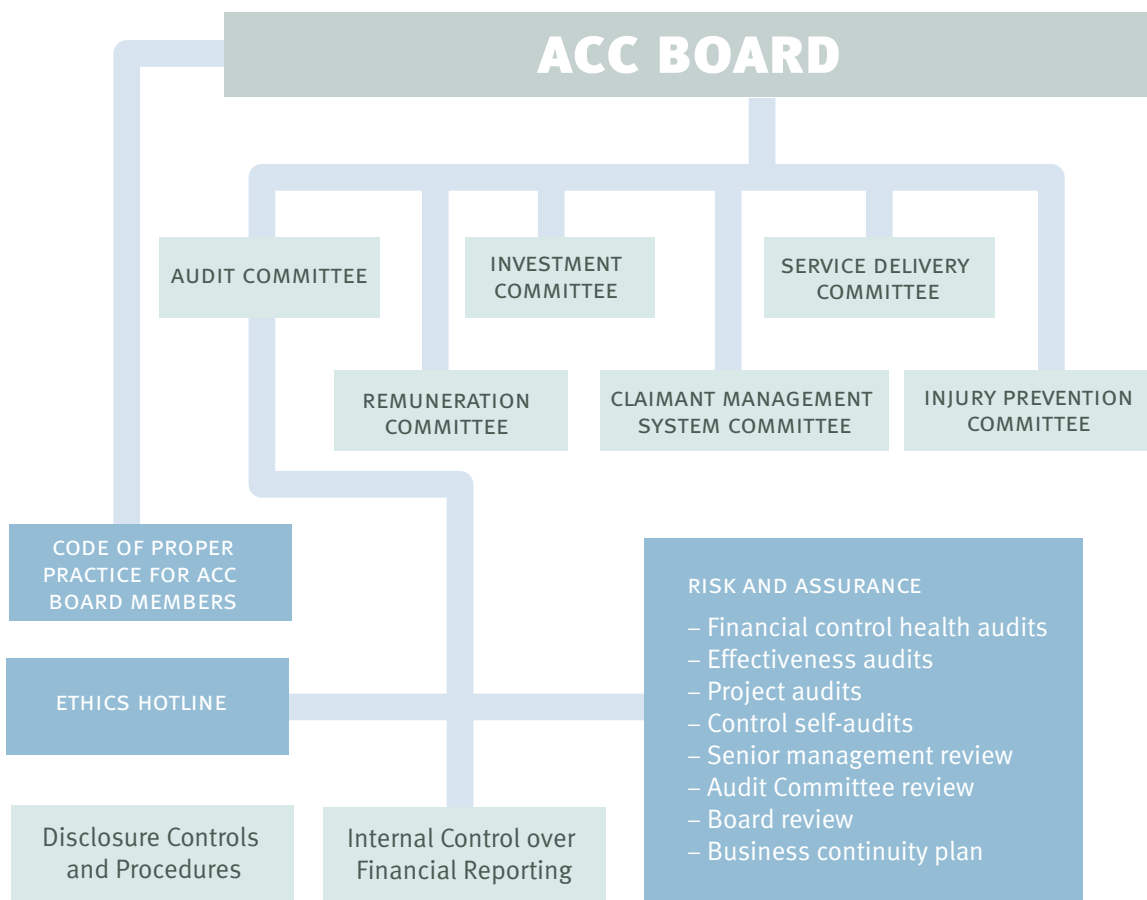 ACC BOARD
AUDIT COMMITTEE
INVESTMENT
COMMITTEE
SERVICE DELIVERY
COMMITTEE
REMUNERATION
COMMITTEE
CLAIMANT MANAGEMENT
SYSTEM COMMITTEE
INJURY PREVENTION
COMMITTEE
CODE OF PROPER
PRACTICE FOR ACC
BOARD MEMBERS
ETHICS HOTLINE
RISK AND ASSURANCE
– Financial control health audits
– Effectiveness audits
– Project audits
– Control self-audits
– Senior management review
– Audit Committee review
– Board review
– Business continuity plan
Disclosure Controls
and Procedures
Internal Control over
Financial Reporting